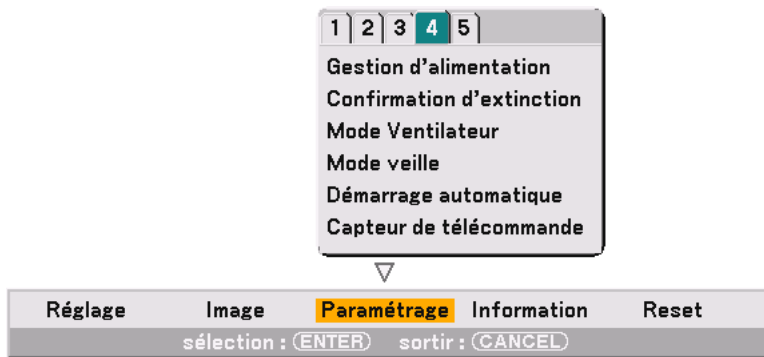 1 2 3 4 5
Gestion d'alimentation
Confirmation d'extinction
Mode Ventilateur
Mode veille
Démarrage automatique
Capteur de télécommande
Réglage Image Paramétrage Information Reset
sélection : ENTER sortir : CANCEL